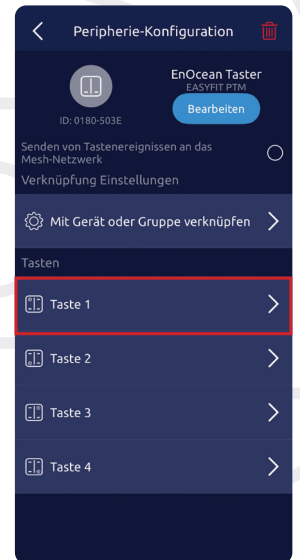 Peripherie-Konfiguration
EnOcean Taster
EASYFIT PTM
ID: 0180-503E
Bearbeiten
Senden von Tastenereignissen an das
Mesh-Netzwerk
Verknüpfung Einstellungen
Mit Gerät oder Gruppe verknüpfen
Tasten
Taste 1
Taste 2
Taste 3
Taste 4